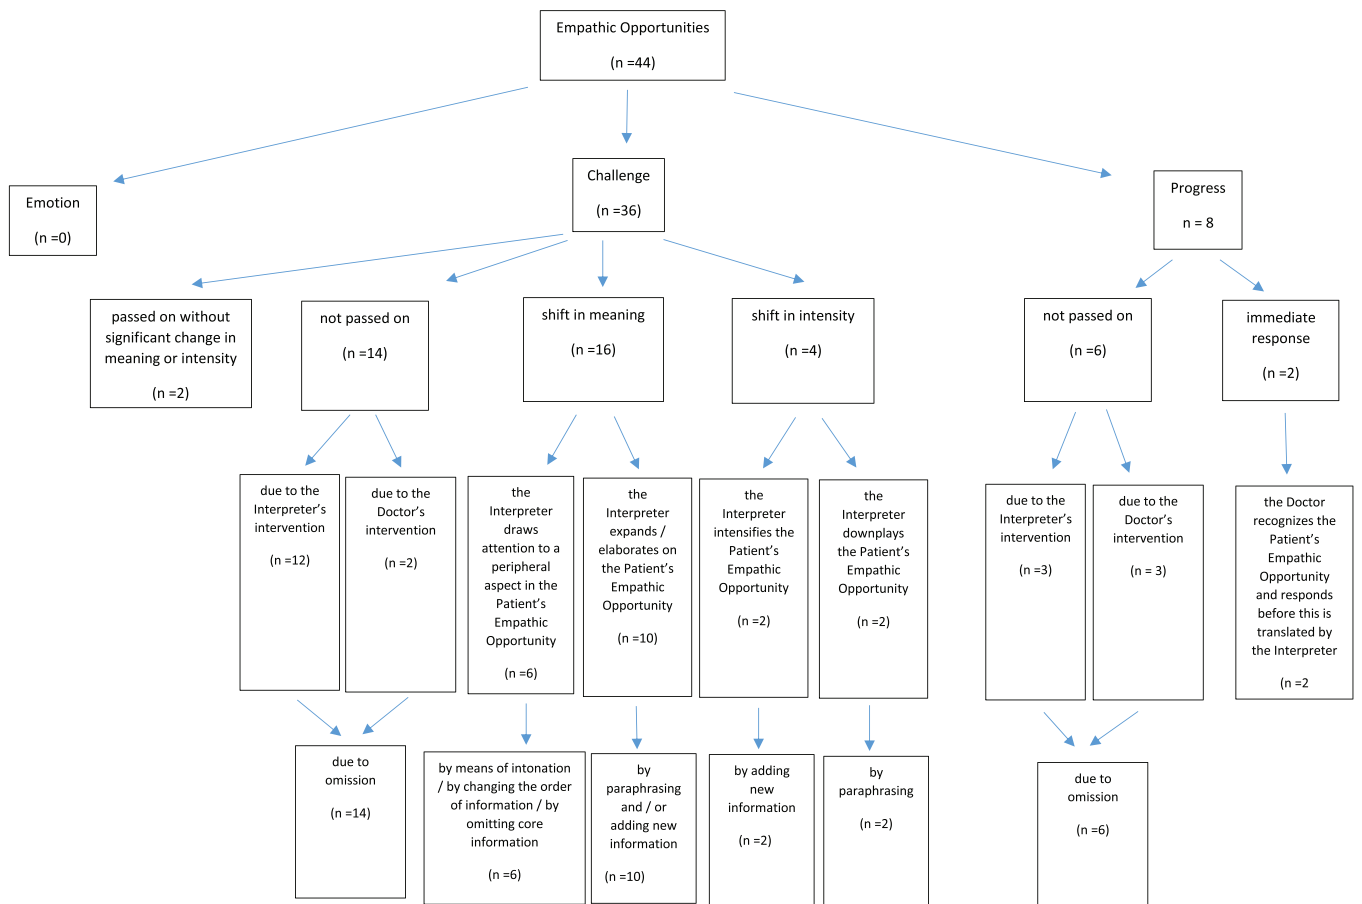 Empathic Opportunities
(n =44)
Emotion
(n =0)
Challenge
(n =36)
Progress
n = 8
passed on without
significant change in
meaning or intensity
(n =2)
not passed on
(n =14)
shift in meaning
(n =16)
shift in intensity
(n =4)
not passed on
(n =6)
immediate
response
(n =2)
due to the
Interpreter’s
intervention
(n =12)
due to the
Doctor’s
intervention
(n =2)
the
Interpreter
draws
attention to a
peripheral
aspect in the
Patient’s
Empathic
Opportunity
(n =6)
the
Interpreter
expands /
elaborates on
the Patient’s
Empathic
Opportunity
(n =10)
the
Interpreter
intensifies the
Patient’s
Empathic
Opportunity
(n =2)
the
Interpreter
downplays
the Patient’s
Empathic
Opportunity
(n =2)
due to the
Interpreter’s
intervention
(n =3)
due to the
Doctor’s
intervention
(n = 3)
the Doctor
recognizes the
Patient’s
Empathic
Opportunity
and responds
before this is
translated by
the Interpreter
(n =2
due to
omission
(n =14)
by means of intonation
/ by changing the order
of information / by
omitting core
information
(n =6)
by
paraphrasing
and / or
adding new
information
(n =10)
by adding
new
information
(n =2)
by
paraphrasing
(n =2)
due to
omission
(n =6)